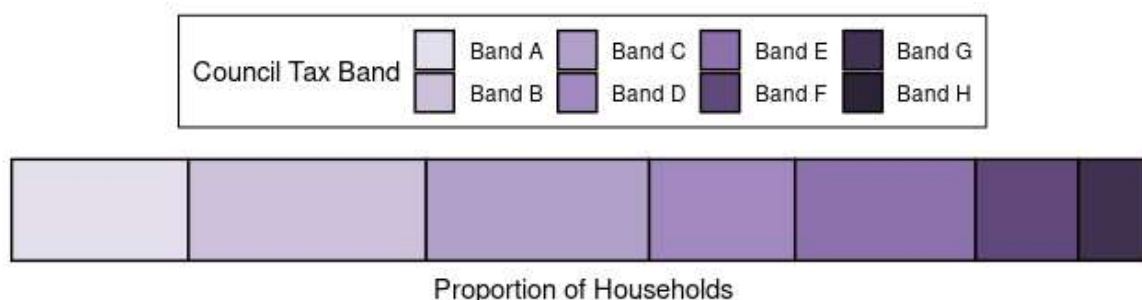 Council Tax Band
Band A
Band C
Band E
Band G
Band B
Band D
Band F
Band H
Proportion of Households